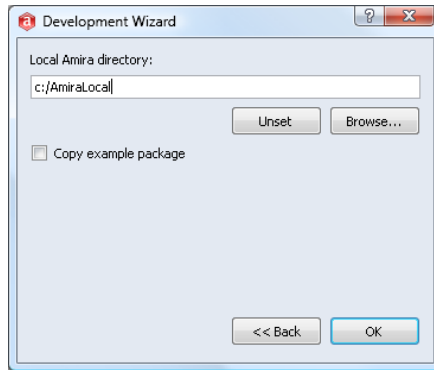 Development Wizard
Local Amira directory:
c:/AmiraLocal
Unset
Browse...
Copy example package
<< Back
OK